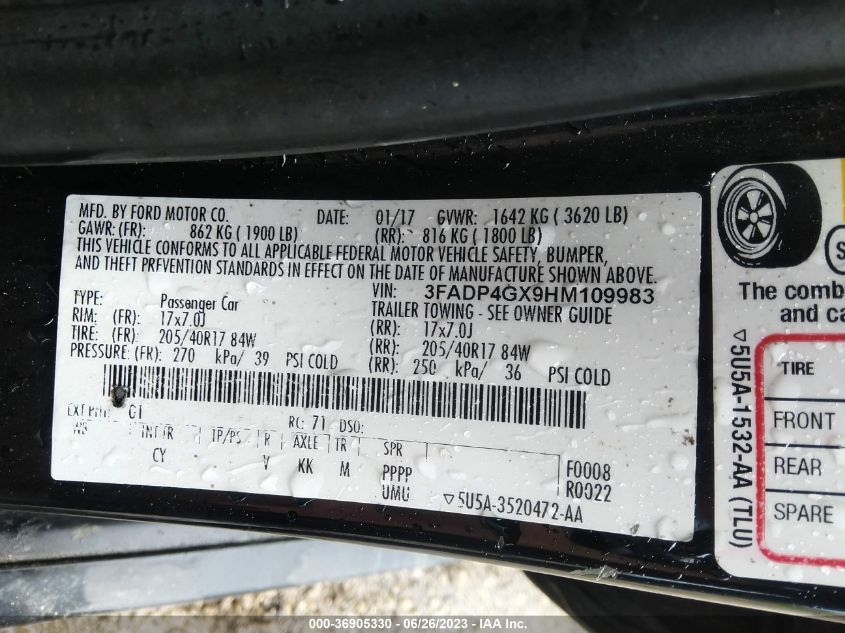 MFD. BY FORD MOTOR CO. DATE: 01/17 GVWR: 1642 KG ( 3620 LB)
GAWR: (FR): 862 KG ( 1900 LB) (RR): 816 KG ( 1800 LB)
THIS VEHICLE CONFORMS TO ALL APPLICABLE FEDERAL MOTOR VEHICLE SAFETY, BUMPER,
AND THEFT PREVENTION STANDARDS IN EFFECT ON THE DATE OF MANUFACTURE SHOWN ABOVE.
VIN: 3FADP4GX9HM109983
TYPE: Passenger Car TRAILER TOWING - SEE OWNER GUIDE
RIM: (FR) 17x7.0J (RR): 17x7.0J
TIRE: (FR): 205/40R17 84W (RR): 205/40R17 84W
PRESSURE: (FR): 270 kPa/ 39 PSI COLD (RR): 250 kPa/ 36 PSI COLD
EXT PNT: G1 RC: 71 DSO:
WS INT TR TP/PS R AXLE TR SPR
CY V KK M PPPP
UMU
F0008
R0022
▽5U5A-3520472-AA
The comb
and ca
▽5U5A-1532-AA (TLU)
TIRE
FRONT
REAR
SPARE
000-36905330 - 06/26/2023 - IAA Inc.